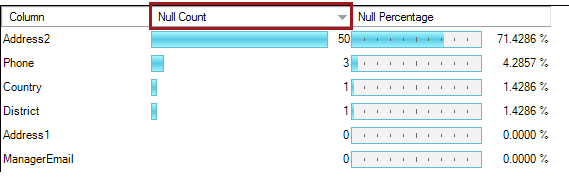 Column Null Count Null Percentage
Address2 50 71.4286 %
Phone 3 4.2857 %
Country 1 1.4286 %
District 1 1.4286 %
Address1 0 0.0000 %
ManagerEmail 0 0.0000 %